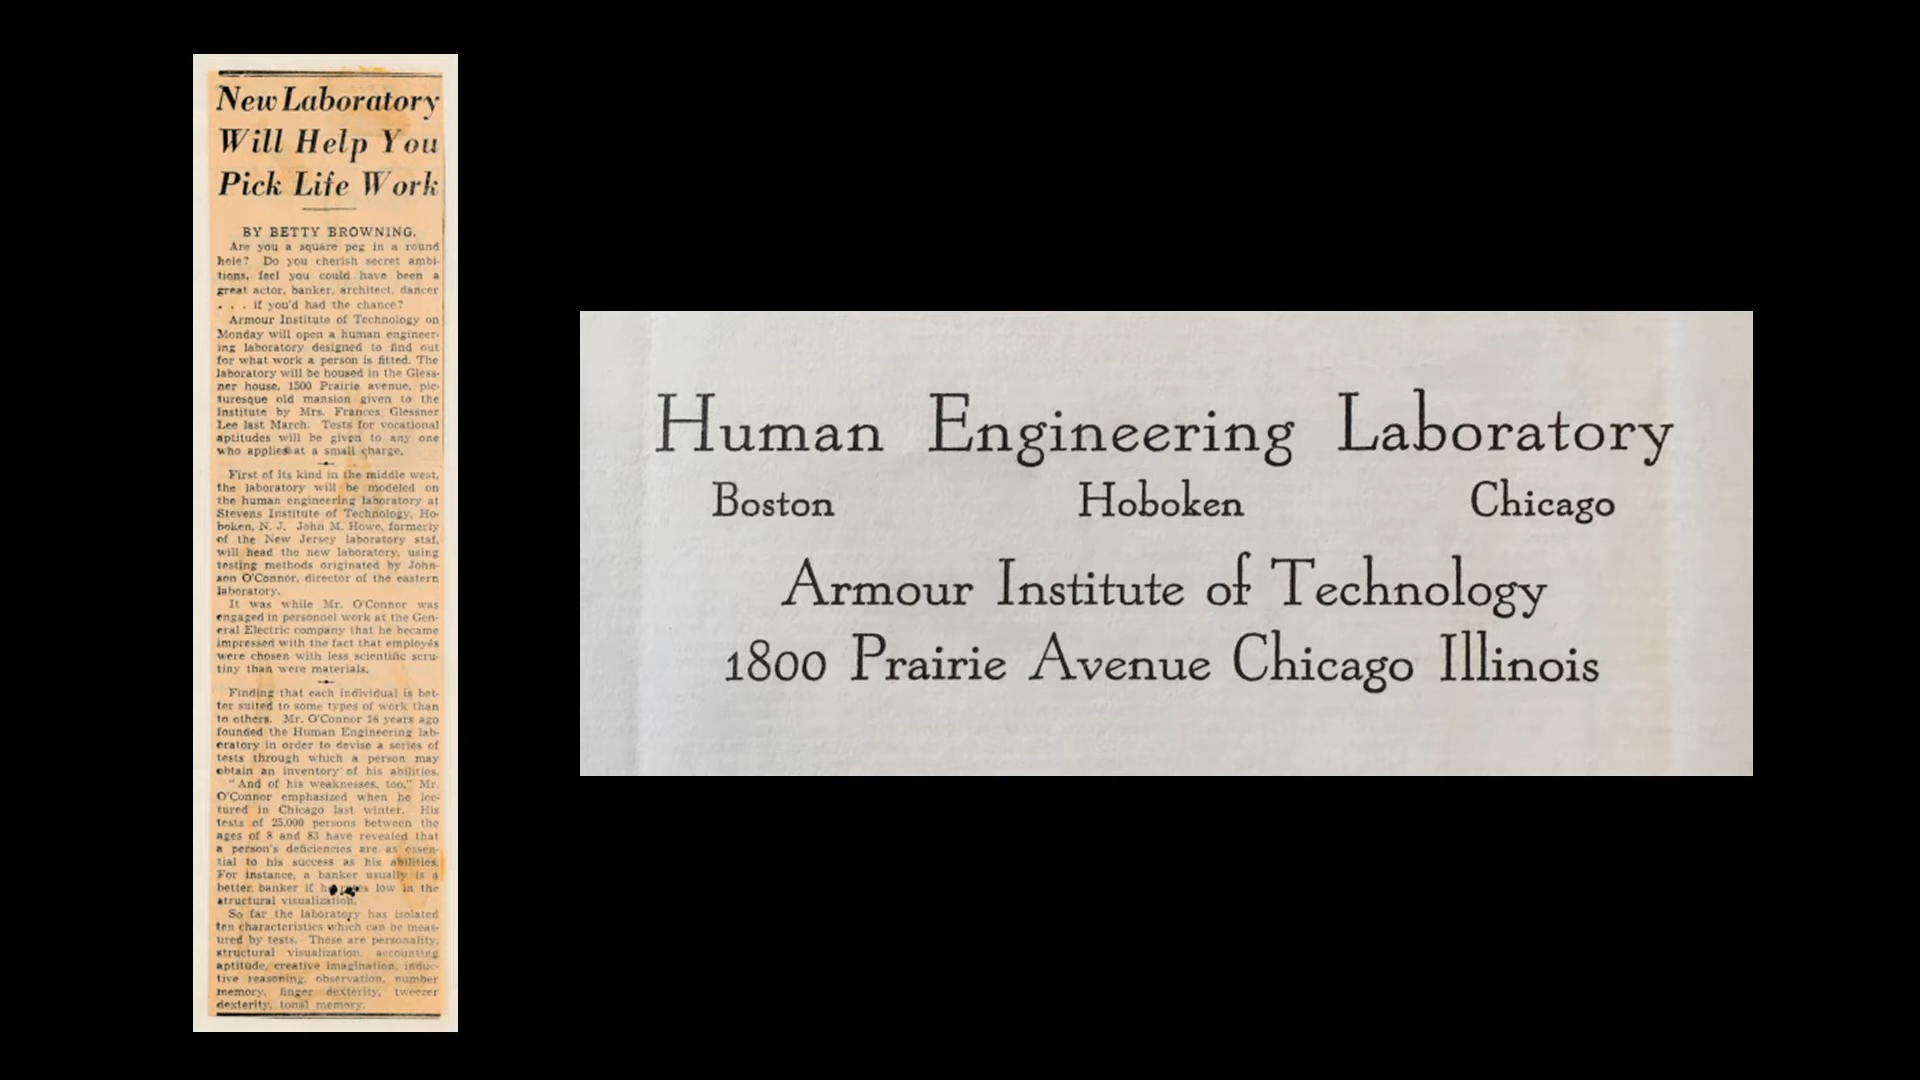 New Laboratory
Will Help You
Pick Life Work
BY BETTY BROWNING.
Are you a square peg in a round
hole? Do you cherish secret ambi-
tions, feel you could have been a
great actor, banker, architect, dancer
. . . if you'd had the chance?
Armour Institute of Technology on
Monday will open a human engineer-
ing laboratory designed to find out
for what work a person is fitted. The
laboratory will be housed in the Gless-
ner house, 1500 Prairie avenue, pic-
turesque old mansion given to the
institute by Mrs. Frances Glessner
Lee last March. Tests for vocational
aptitudes will be given to any one
who applies at a small charge.
First of its kind in the middle west,
the laboratory will be modeled on
the human engineering laboratory at
Stevens Institute of Technology, Ho-
boken, N. J. John M. Howe, formerly
of the New Jersey laboratory staf,
will head the new laboratory, using
testing methods originated by John-
son O'Connor, director of the eastern
laboratory.
It was while Mr. O'Connor was
engaged in personnel work at the Gen-
eral Electric company that he became
impressed with the fact that employés
were chosen with less scientific scru-
tiny than were materials.
Finding that each individual is bet-
ter suited to some types of work than
to others. Mr. O'Connor 16 years ago
founded the Human Engineering lab-
oratory in order to devise a series of
tests through which a person may
obtain an inventory of his abilities.
"And of his weaknesses, too," Mr.
O'Connor emphasized when he lec-
tured in Chicago last winter. His
tests of 25,000 persons between the
ages of 8 and 83 have revealed that
a person's deficiencies are as essen-
tial to his success as his abilities.
For instance, a banker usually is a
better banker if he rates low in the
structural visualization.
So far the laboratory has isolated
ten characteristics which can be meas-
ured by tests. These are personality,
structural visualization, accounting
aptitude, creative imagination, induc-
tive reasoning, observation, number
memory, finger dexterity, tweezer
dexterity, tonal memory.
Human Engineering Laboratory
Boston Hoboken Chicago
Armour Institute of Technology
1800 Prairie Avenue Chicago Illinois